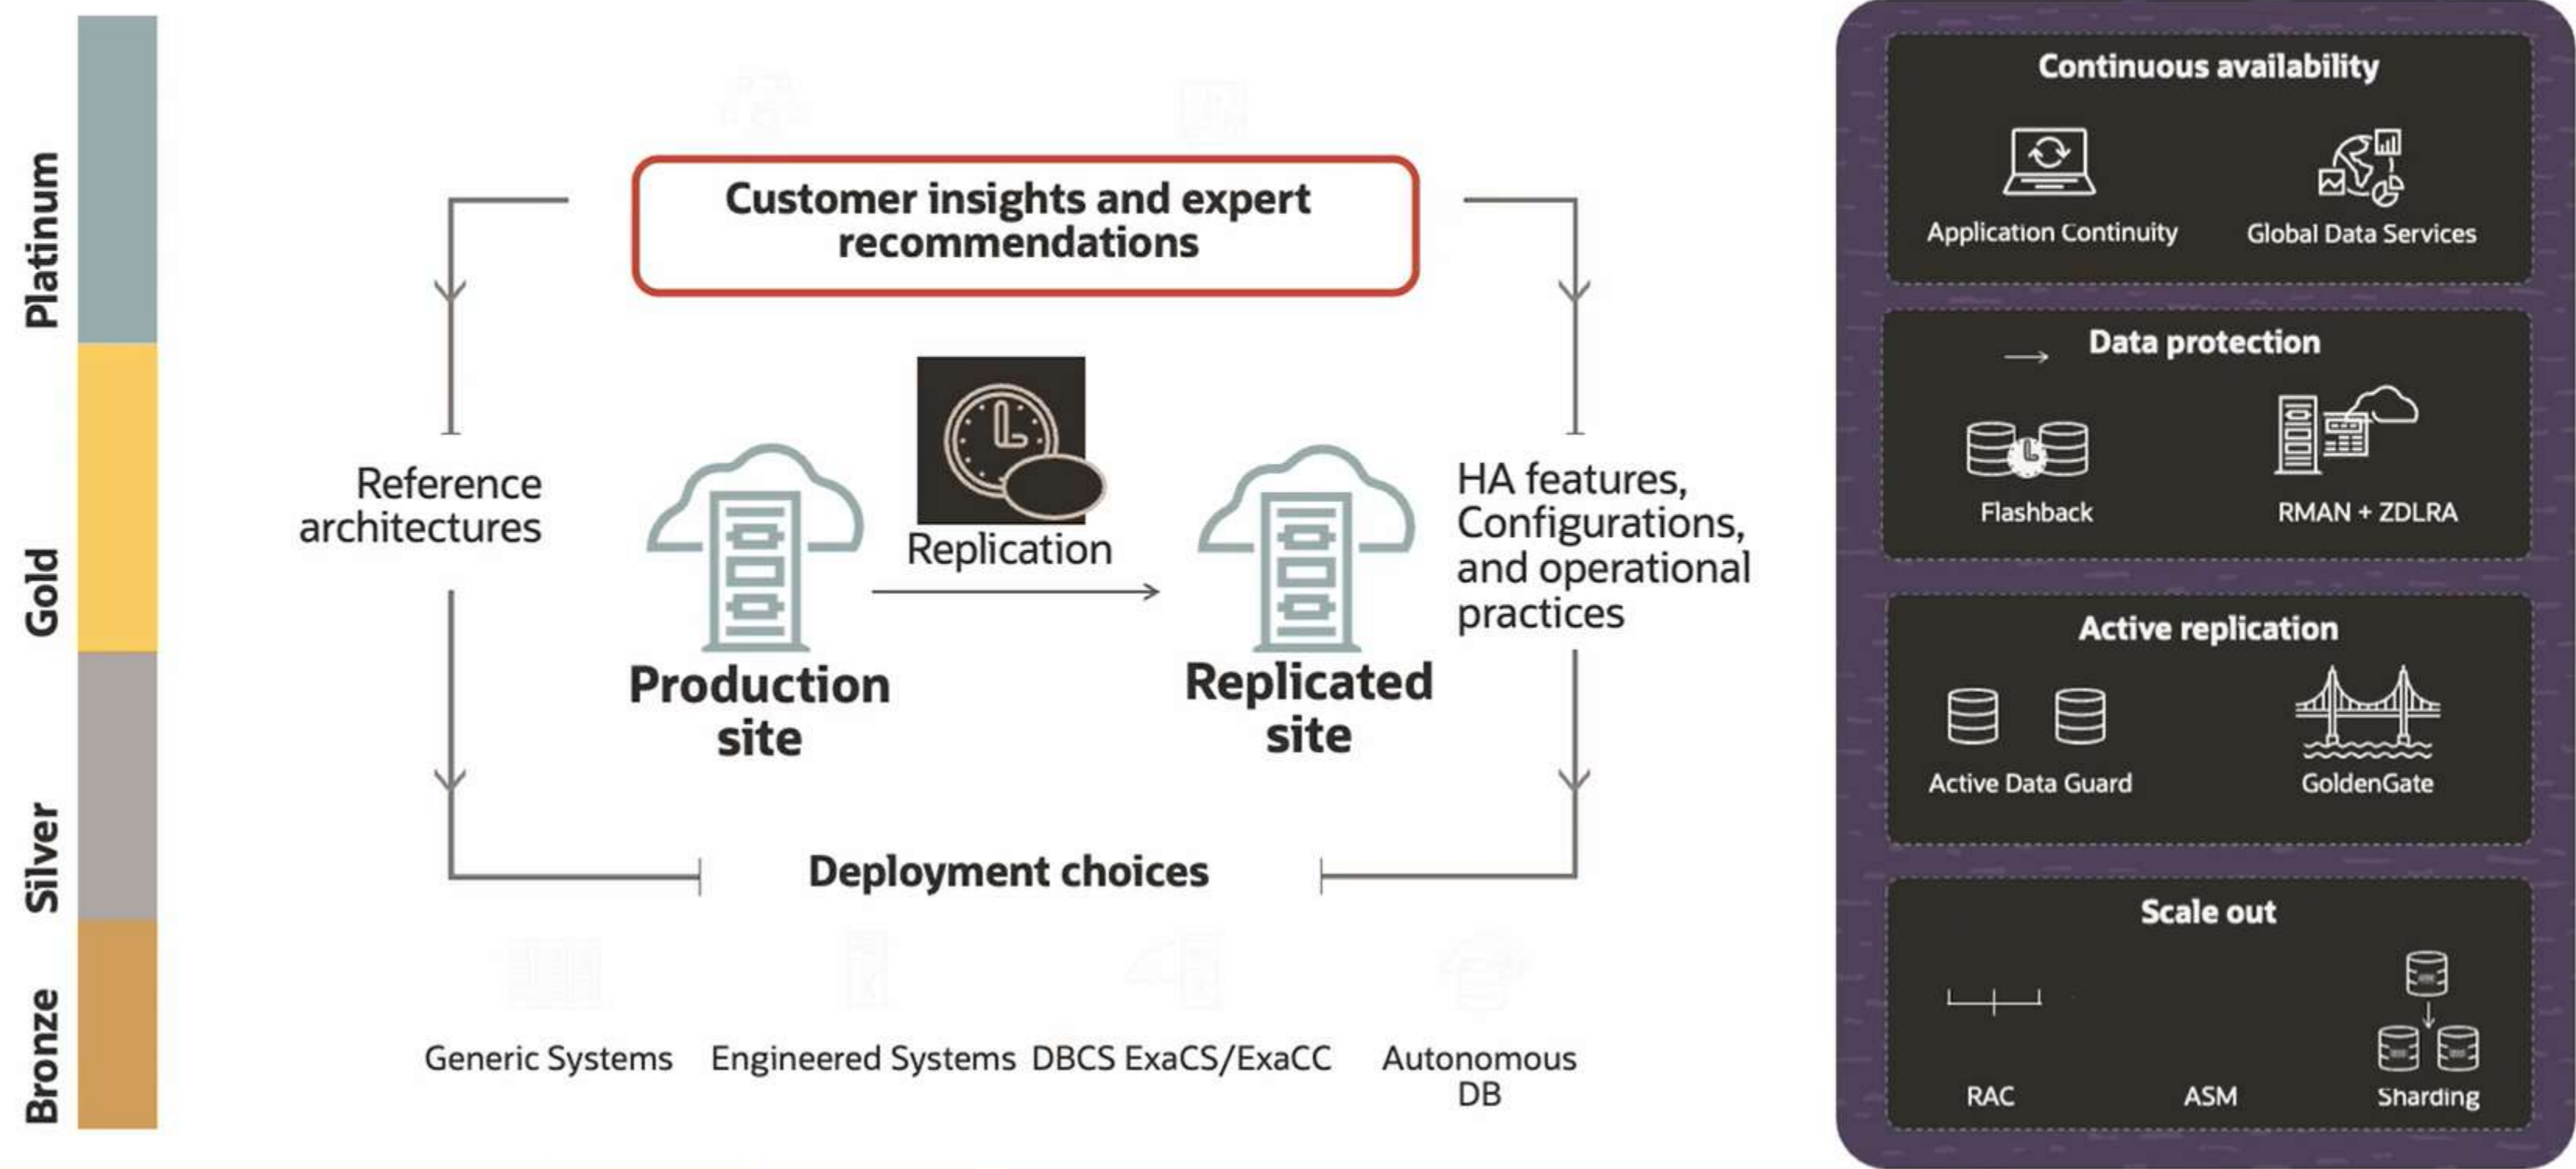 Platinum
Gold
Silver
Bronze
Customer insights and expert
recommendations
Reference
architectures
Replication
Production
site
Replicated
site
HA features,
Configurations,
and operational
practices
Deployment choices
Generic Systems
Engineered Systems
DBCS ExaCS/ExaCC
Autonomous
DB
Continuous availability
Application Continuity
Global Data Services
Data protection
Flashback
RMAN + ZDLRA
Active replication
Active Data Guard
GoldenGate
Scale out
RAC
ASM
Sharding